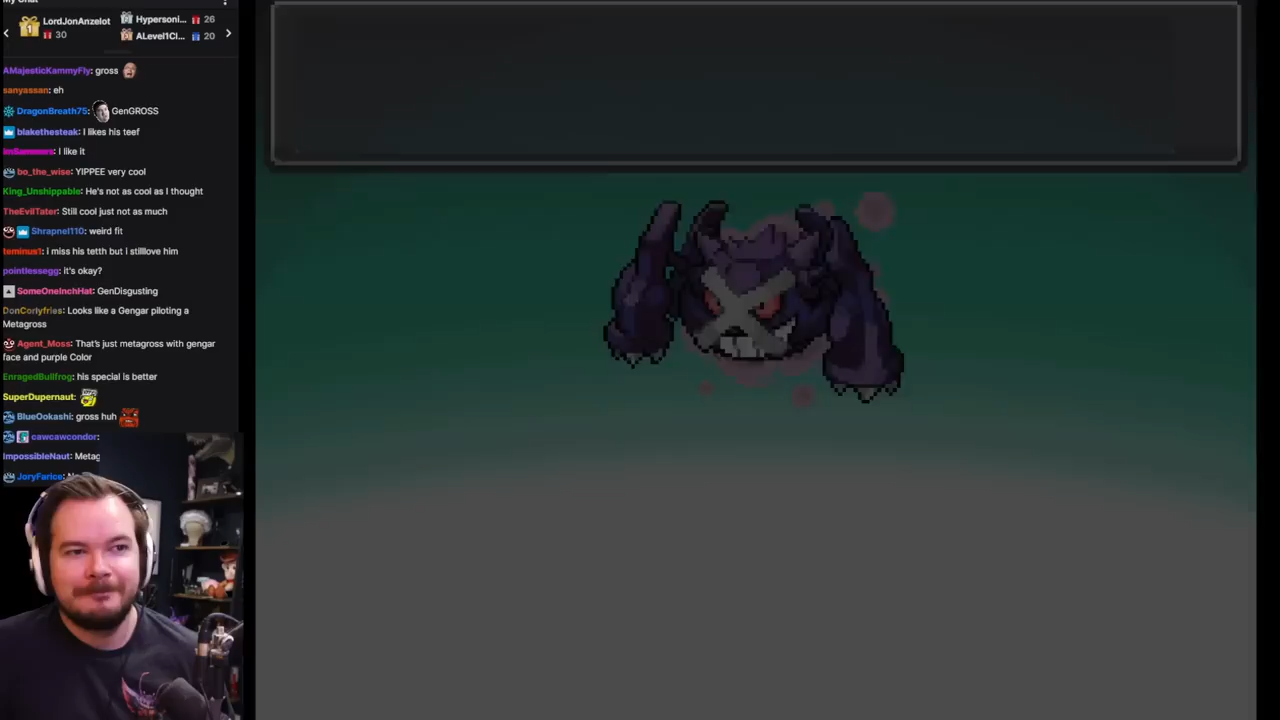 My Chat
LordJonAnzelot
30
Hypersoni... 26
ALevel1Cl... 20
AMajesticKammyFly: gross
sanyassan: eh
DragonBreath75: GenGROSS
blakethesteak: I likes his teef
I like it
bo_the_wise: YIPPEE very cool
King_Unshippable: He's not as cool as I thought
TheEvilTater: Still cool just not as much
Shrapnel110: weird fit
teminus1: i miss his tetth but i stilllove him
pointlessegg: it's okay?
SomeOneInchHat: GenDisgusting
DonCorlyfries: Looks like a Gengar piloting a
Metagross
Agent_Moss: That's just metagross with gengar
face and purple Color
EnragedBullfrog: his special is better
SuperDupernaut:
BlueOokashi: gross huh
cawcawcondor:
ImpossibleNaut: Metag
JoryFarice: